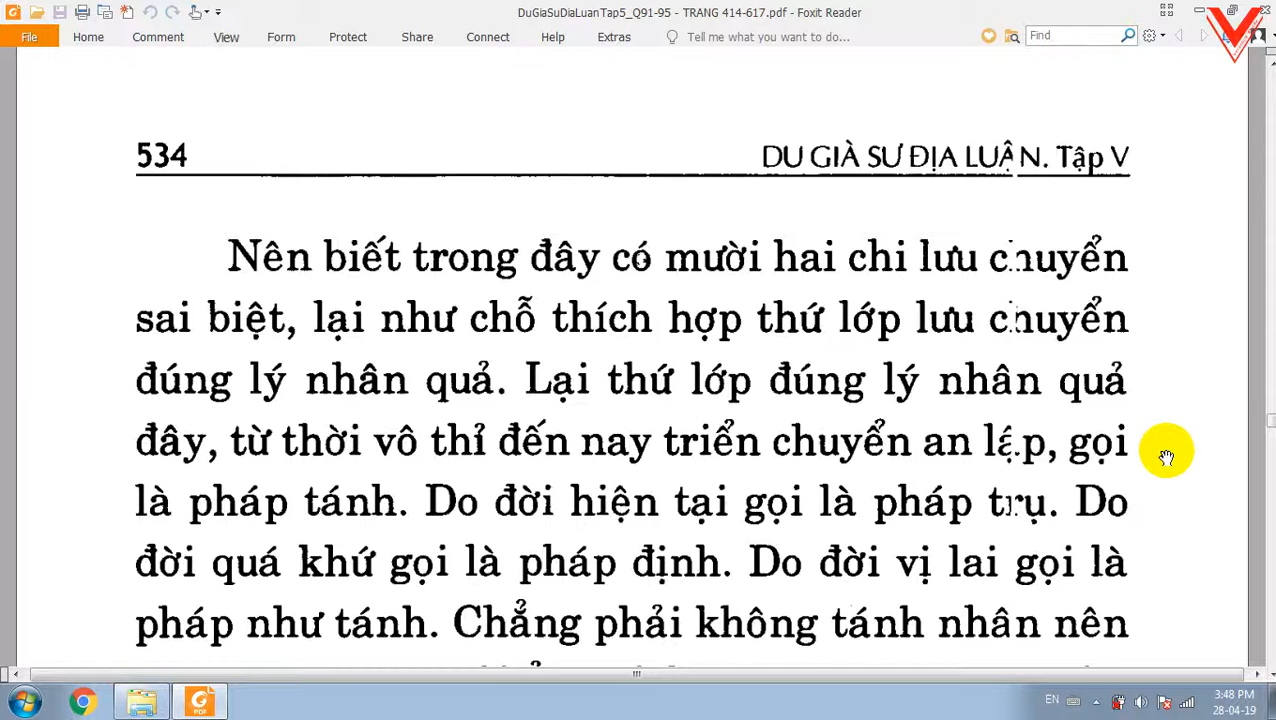 DuGiaSuDiaLuanTap5_Q91-95 - TRANG 414-617.pdf - Foxit Reader
File Home Comment View Form Protect Share Connect Help Extras Tell me what you want to do... Find
534 DU GIÀ SƯ ĐỊA LUẬN. Tập V
Nên biết trong đây có mười hai chi lưu chuyển
sai biệt, lại như chỗ thích hợp thứ lớp lưu chuyển
đúng lý nhân quả. Lại thứ lớp đúng lý nhân quả
đây, từ thời vô thỉ đến nay triển chuyển an lập, gọi
là pháp tánh. Do đời hiện tại gọi là pháp trụ. Do
đời quá khứ gọi là pháp định. Do đời vị lai gọi là
pháp như tánh. Chẳng phải không tánh nhân nên
EN 3:48 PM
28-04-19